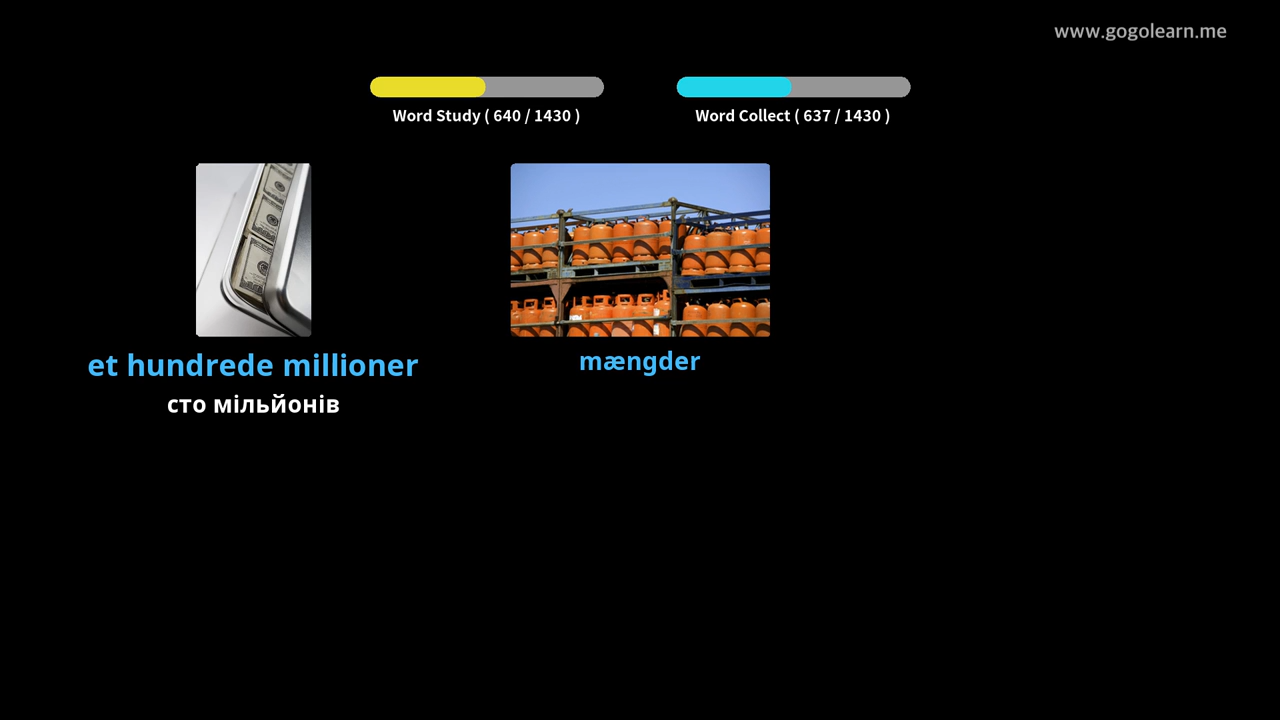 www.gogolearn.me
Word Study ( 640 / 1430 )
Word Collect ( 637 / 1430 )
et hundrede millioner
сто мільйонів
mængder